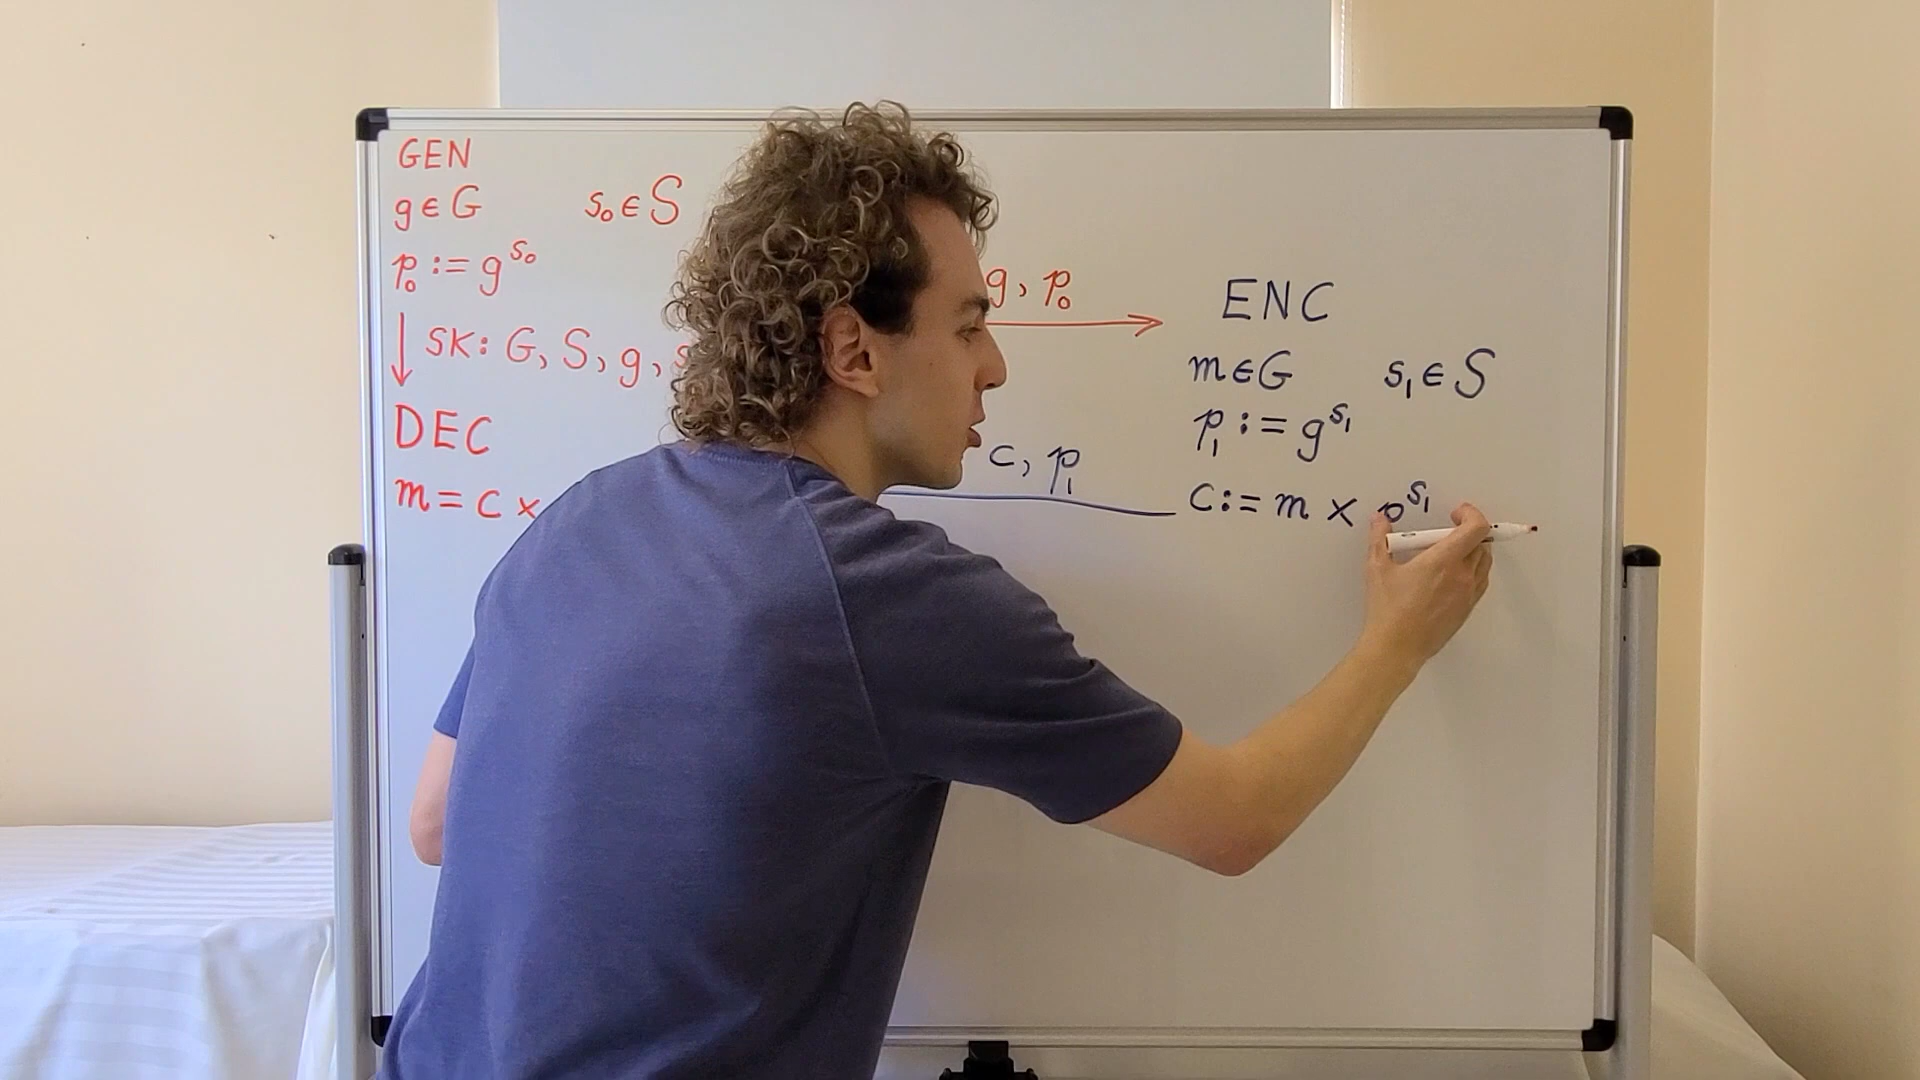 GEN
g ∈ G s₀ ∈ S
p₀ := g^s₀
SK: G, S, g,
DEC
m = c ×
g, p₀
c, p₁
ENC
m ∈ G s₁ ∈ S
p₁ := g^s₁
c := m × p^s₁